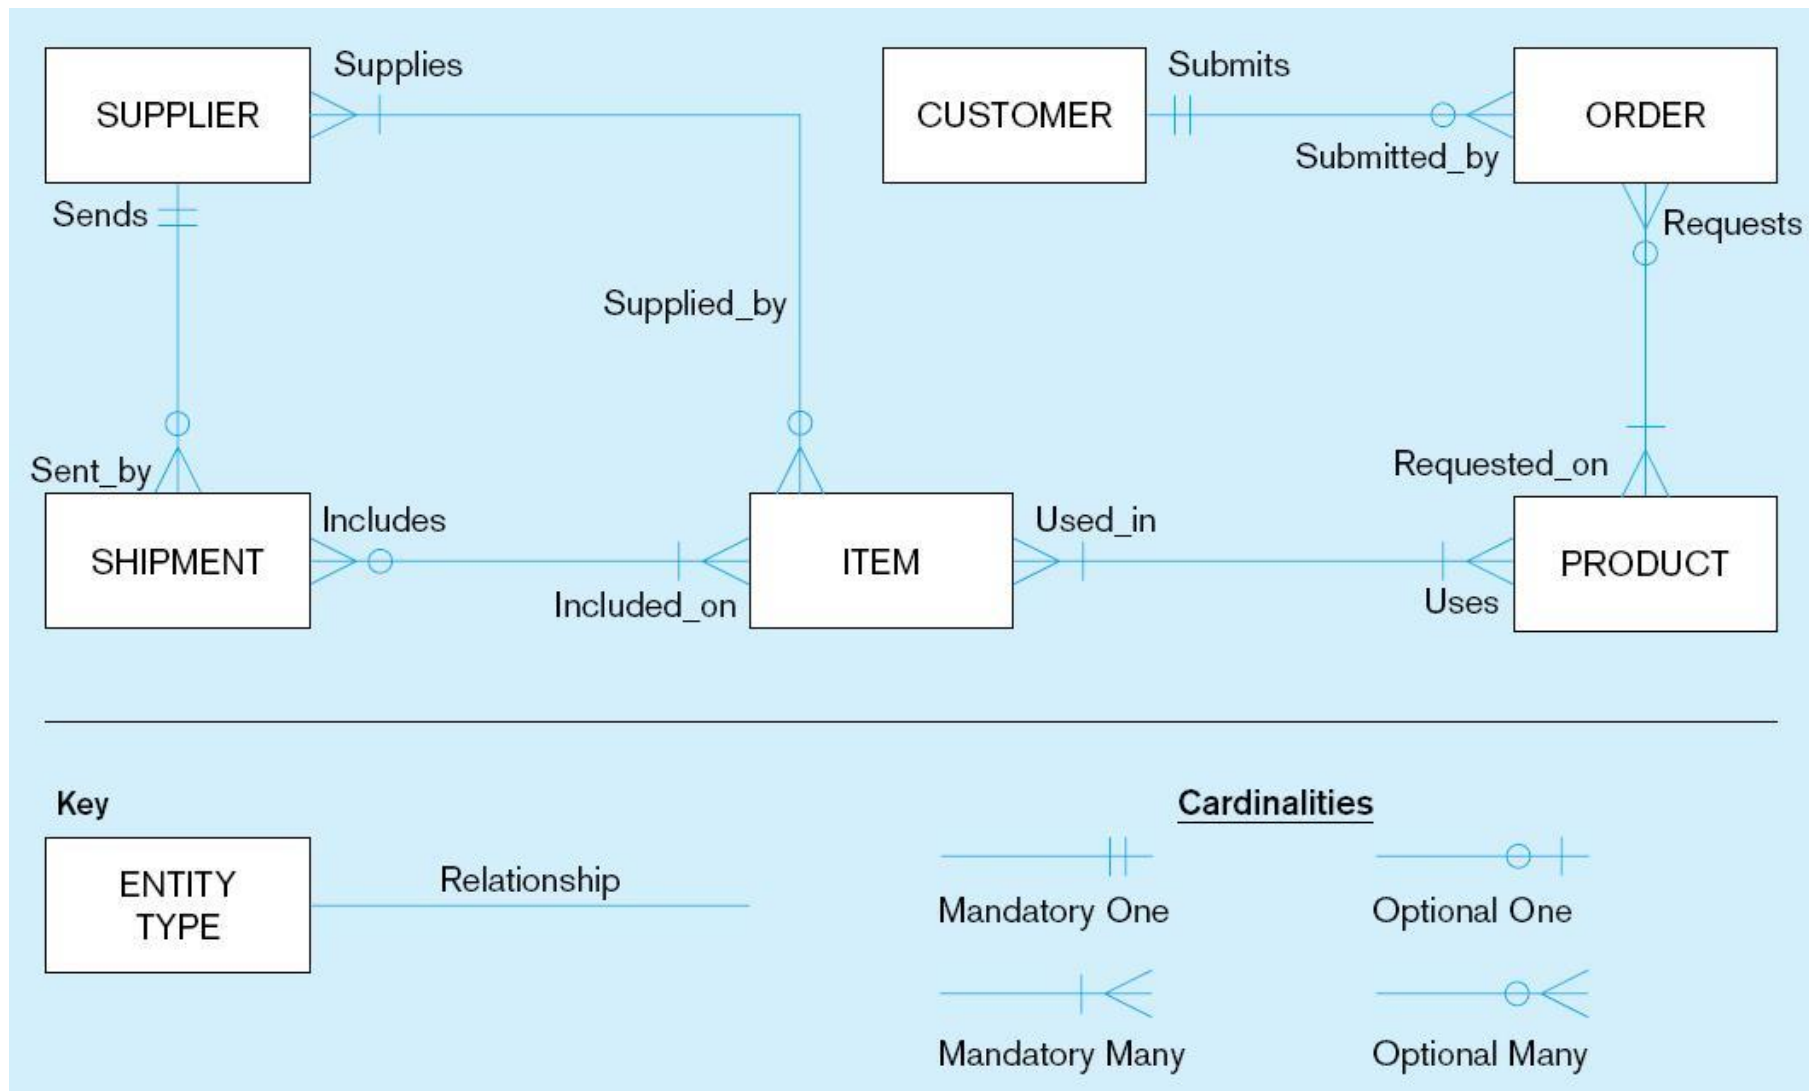 Supplies
Submits
SUPPLIER
CUSTOMER
ORDER
Submitted_by
Sends
Requests
Supplied_by
Sent_by
Requested_on
Includes
Used_in
SHIPMENT
ITEM
PRODUCT
Included_on
Uses
Key
Cardinalities
ENTITY
TYPE
Relationship
Mandatory One
Optional One
Mandatory Many
Optional Many